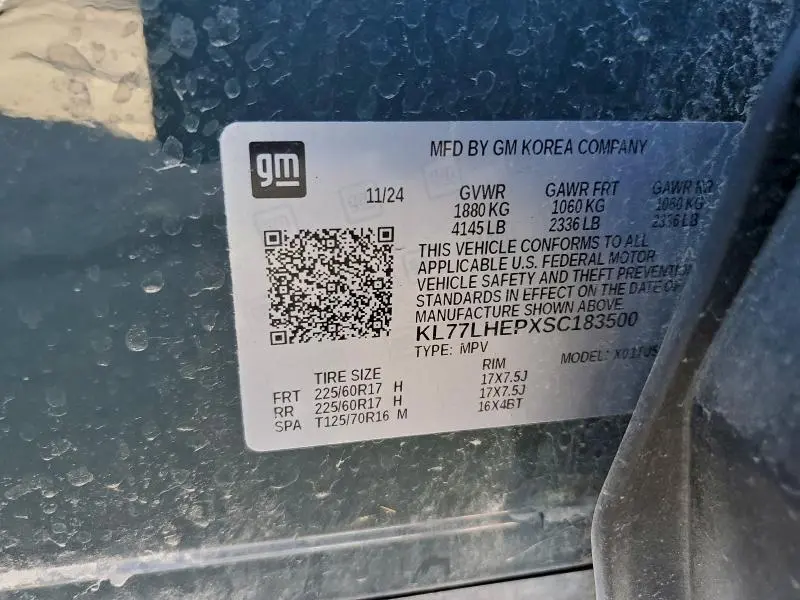 gm
MFD BY GM KOREA COMPANY
11/24
GVWR GAWR FRT GAWR RR
1880 KG 1060 KG 1060 KG
4145 LB 2336 LB 2336 LB
THIS VEHICLE CONFORMS TO ALL
APPLICABLE U.S. FEDERAL MOTOR
VEHICLE SAFETY AND THEFT
STANDARDS IN EFFECT ON THE DATE OF
MANUFACTURE SHOWN ABOVE.
KL77LHEPXSC183500
TYPE: MPV MODEL:
TIRE SIZE RIM
FRT 225/60R17 H 17X7.5J
RR 225/60R17 H 17X7.5J
SPA T125/70R16 M 16X4BT